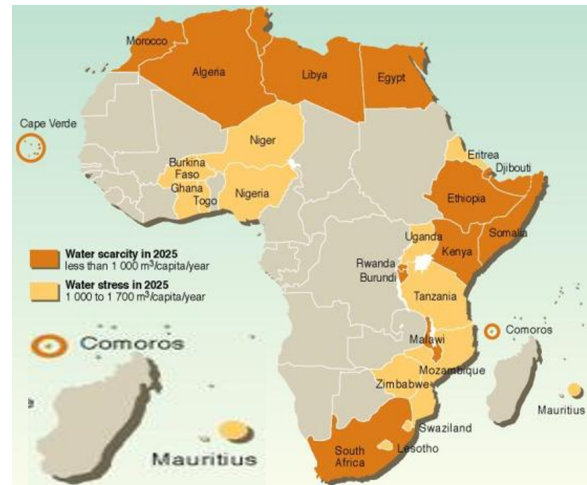 Morocco
Algeria
Libya
Egypt
Cape Verde
Niger
Burkina
Faso
Ghana
Togo
Nigeria
Eritrea
Djibouti
Ethiopia
Somalia
Uganda
Kenya
Rwanda
Burundi
Tanzania
Water scarcity in 2025
less than 1 000 m³/capita/year
Water stress in 2025
1 000 to 1 700 m³/capita/year
Comoros
Malawi
Comoros
Mozambique
Zimbabwe
Mauritius
Swaziland
Lesotho
South
Africa
Mauritius